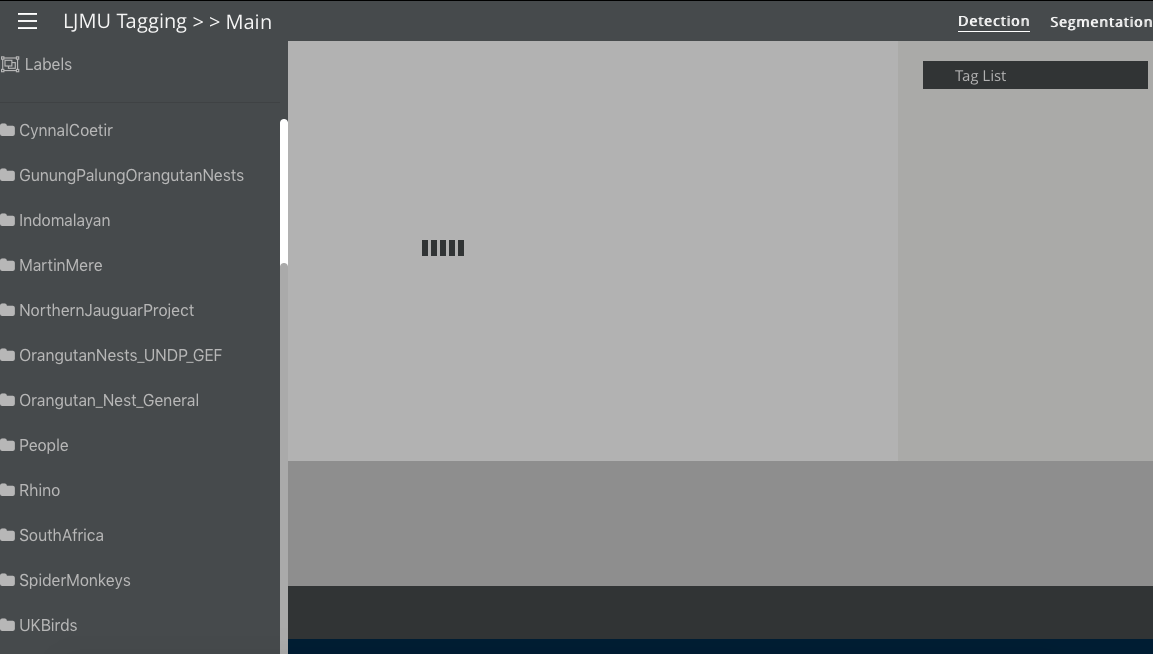 LJMU Tagging > > Main
Detection Segmentation
Labels
Tag List
CynnalCoetir
GunungPalungOrangutanNests
Indomalayan
MartinMere
NorthernJauguarProject
OrangutanNests_UNDP_GEF
Orangutan_Nest_General
People
Rhino
SouthAfrica
SpiderMonkeys
UKBirds